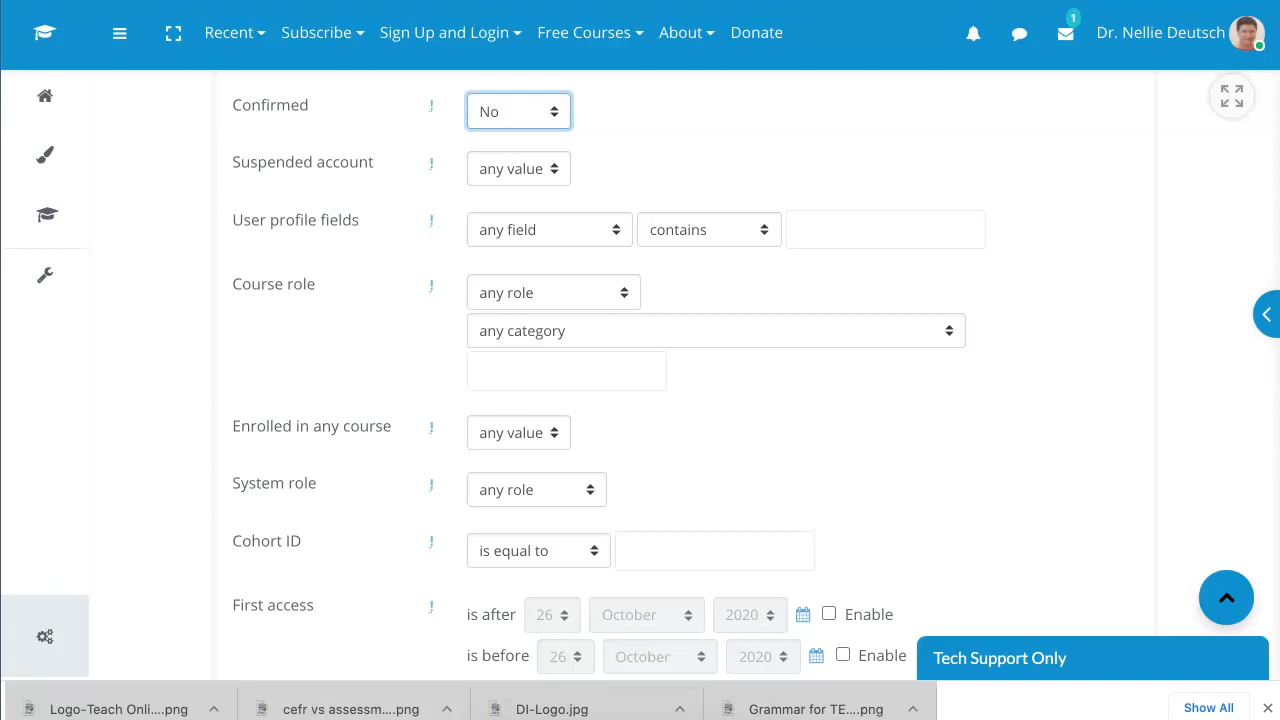 Recent Subscribe Sign Up and Login Free Courses About Donate 1 Dr. Nellie Deutsch
Confirmed ! No
Suspended account ! any value
User profile fields ! any field contains
Course role ! any role
any category
Enrolled in any course ! any value
System role ! any role
Cohort ID ! is equal to
First access ! is after 26 October 2020 Enable
is before 26 October 2020 Enable
Tech Support Only
Logo-Teach Onli....png cefr vs assessm....png DI-Logo.jpg Grammar for TE....png Show All